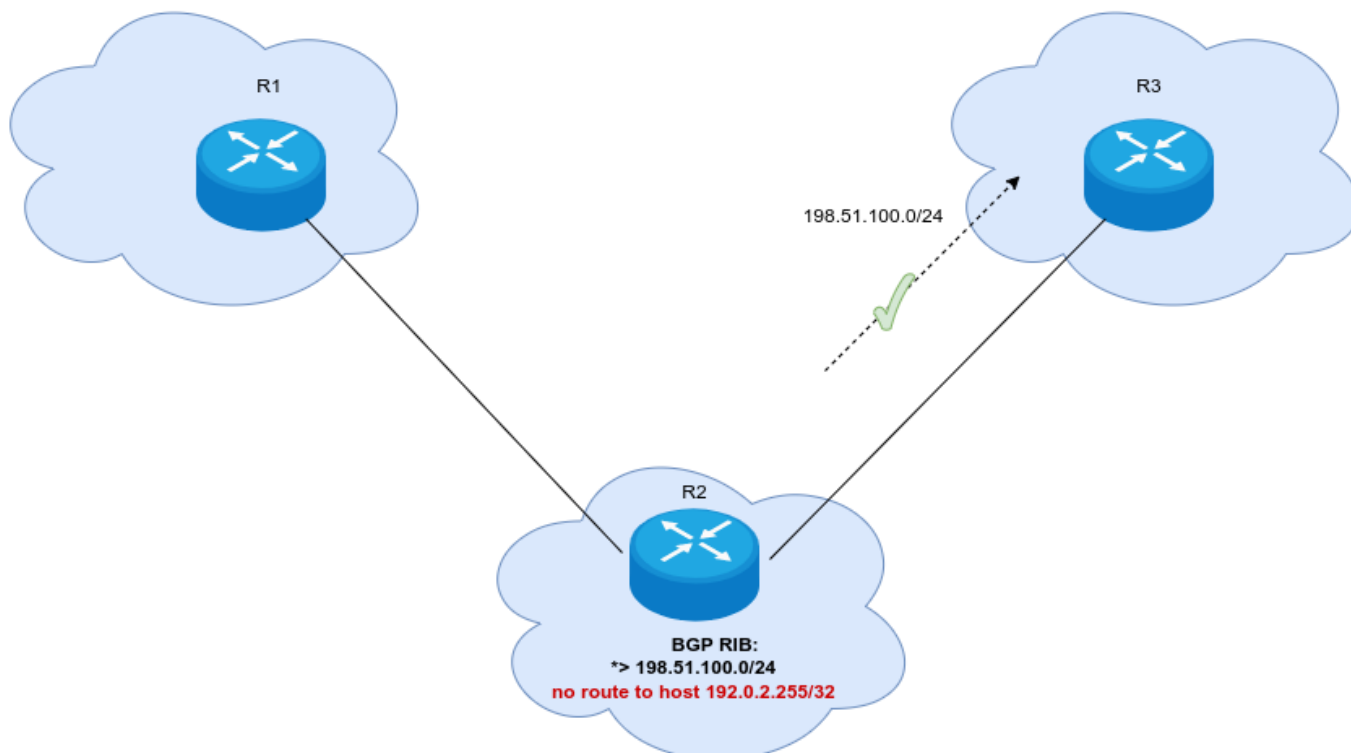 R1
R3
198.51.100.0/24
R2
BGP RIB:
*> 198.51.100.0/24
no route to host 192.0.2.255/32